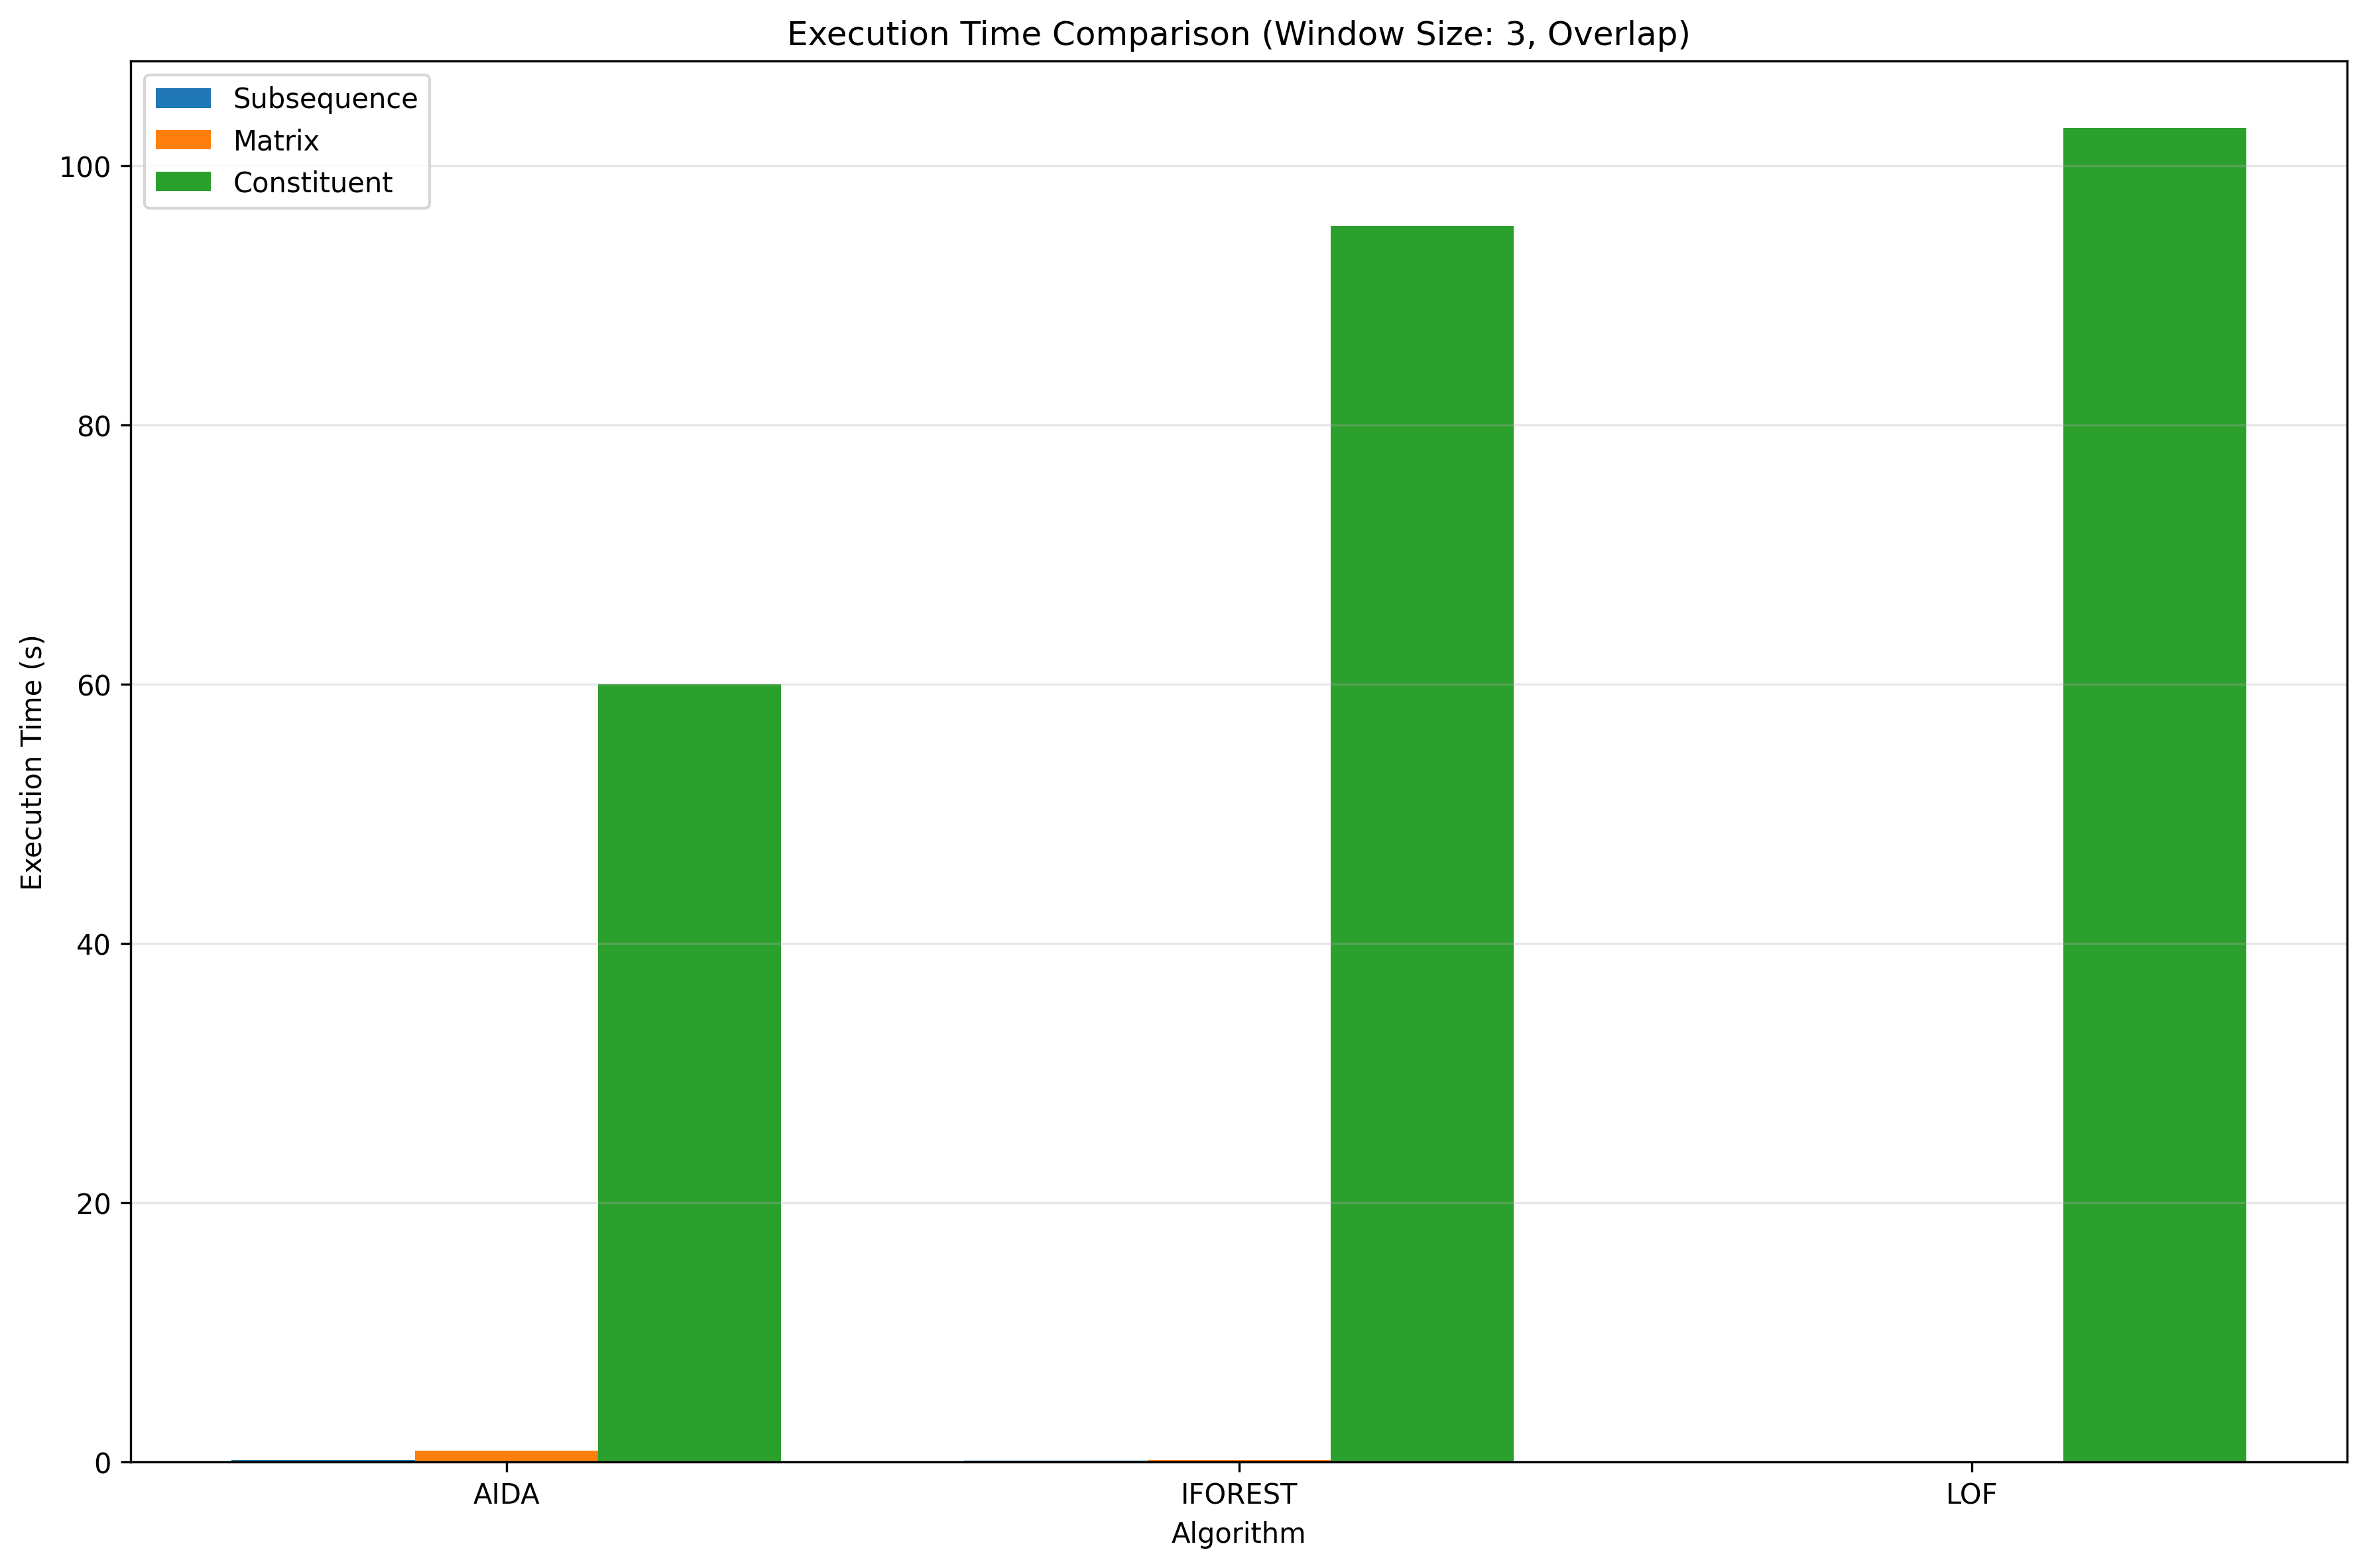 Execution Time Comparison (Window Size: 3, Overlap)
Subsequence
Matrix
Constituent
100
80
60
40
20
0
Execution Time (s)
AIDA
IFOREST
LOF
Algorithm